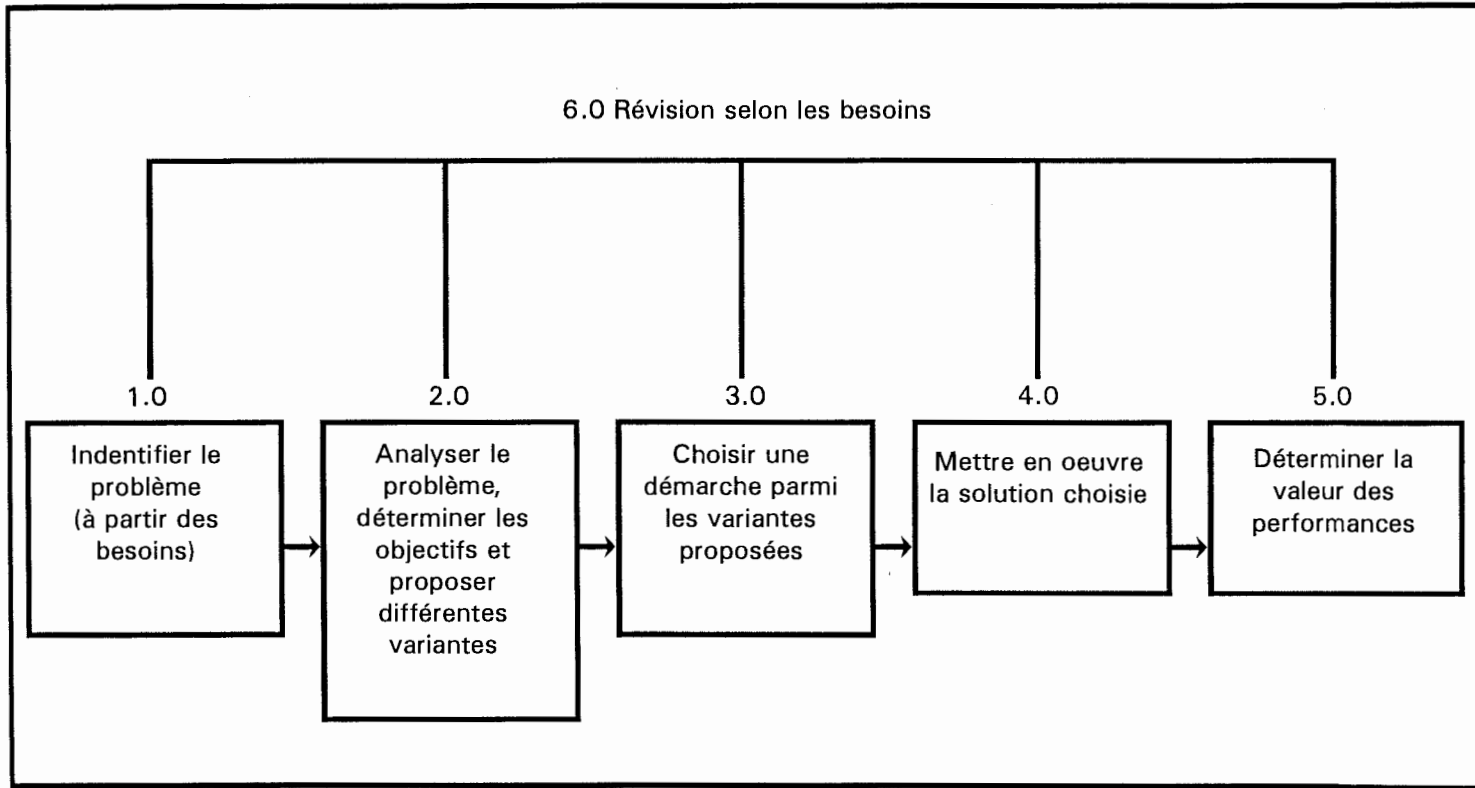 6.0 Révision selon les besoins
1.0
Indentifier le
problème
(à partir des
besoins)
2.0
Analyser le
problème,
déterminer les
objectifs et
proposer
différentes
variantes
3.0
Choisir une
démarche parmi
les variantes
proposées
4.0
Mettre en oeuvre
la solution choisie
5.0
Déterminer la
valeur des
performances